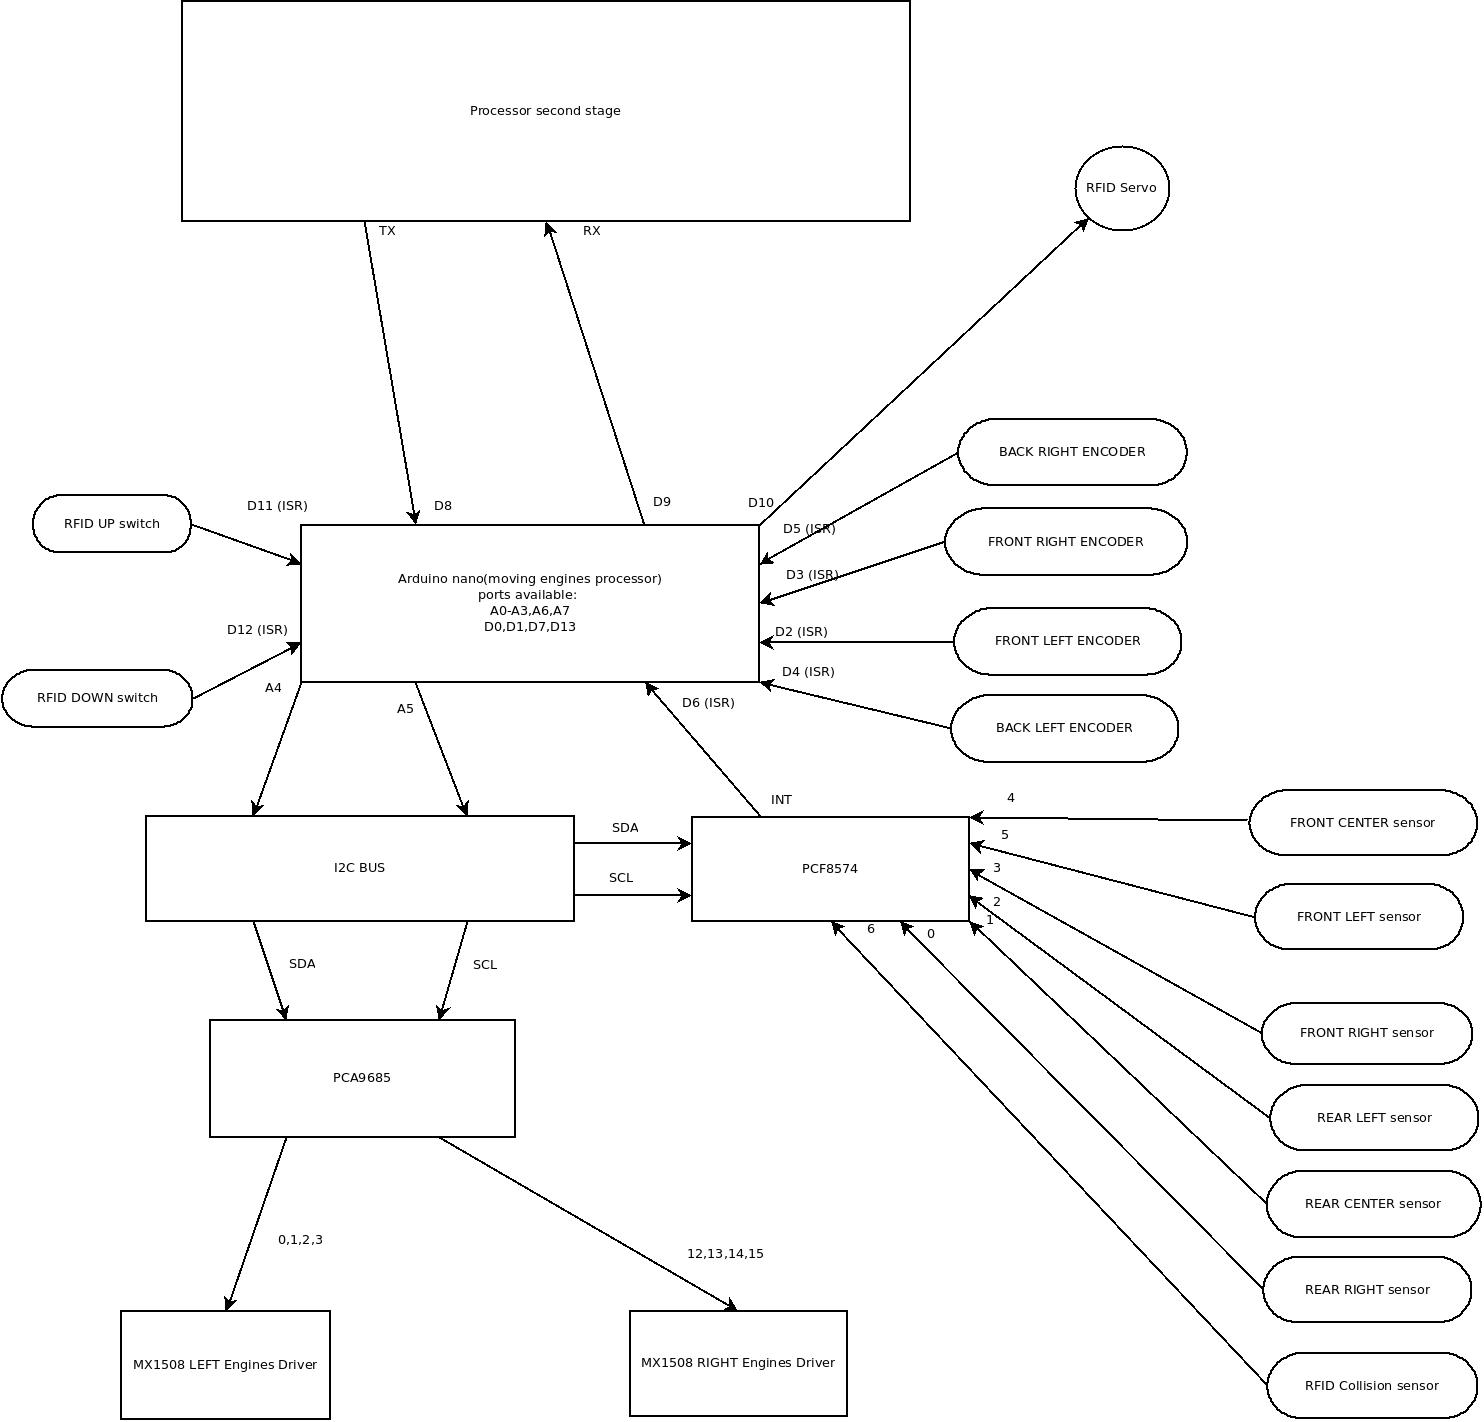 Processor second stage
RFID Servo
TX
RX
BACK RIGHT ENCODER
D11 (ISR)
D8
D9
D10
RFID UP switch
D5 (ISR)
FRONT RIGHT ENCODER
D3 (ISR)
Arduino nano(moving engines processor)
ports available:
A0-A3,A6,A7
D0,D1,D7,D13
D12 (ISR)
D2 (ISR)
FRONT LEFT ENCODER
D4 (ISR)
A4
RFID DOWN switch
A5
D6 (ISR)
BACK LEFT ENCODER
INT
4
SDA
5
FRONT CENTER sensor
I2C BUS
SCL
PCF8574
3
2
1
FRONT LEFT sensor
6
0
SDA
SCL
FRONT RIGHT sensor
PCA9685
REAR LEFT sensor
REAR CENTER sensor
0,1,2,3
12,13,14,15
REAR RIGHT sensor
MX1508 LEFT Engines Driver
MX1508 RIGHT Engines Driver
RFID Collision sensor